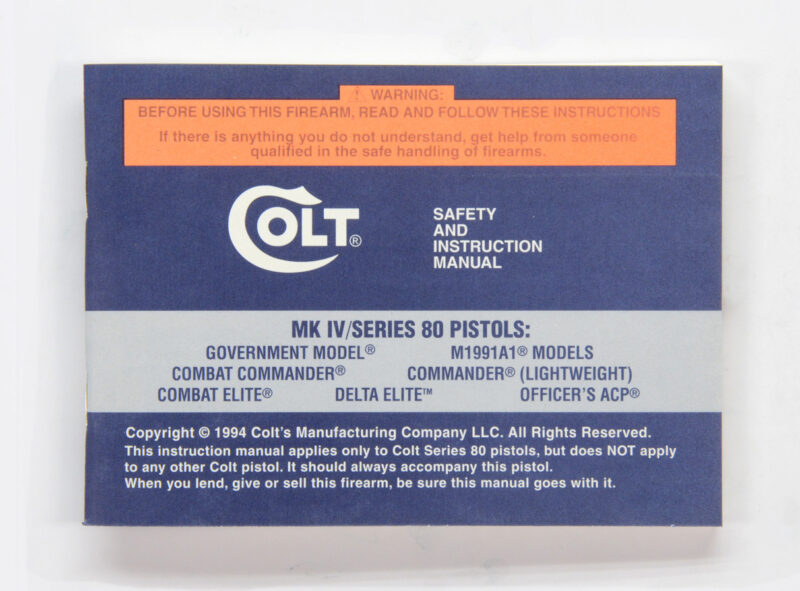 ⚠ WARNING:
BEFORE USING THIS FIREARM, READ AND FOLLOW THESE INSTRUCTIONS
If there is anything you do not understand, get help from someone
qualified in the safe handling of firearms.
COLT®
SAFETY
AND
INSTRUCTION
MANUAL
MK IV/SERIES 80 PISTOLS:
GOVERNMENT MODEL® M1991A1® MODELS
COMBAT COMMANDER® COMMANDER® (LIGHTWEIGHT)
COMBAT ELITE® DELTA ELITE™ OFFICER'S ACP®
Copyright © 1994 Colt's Manufacturing Company LLC. All Rights Reserved.
This instruction manual applies only to Colt Series 80 pistols, but does NOT apply
to any other Colt pistol. It should always accompany this pistol.
When you lend, give or sell this firearm, be sure this manual goes with it.